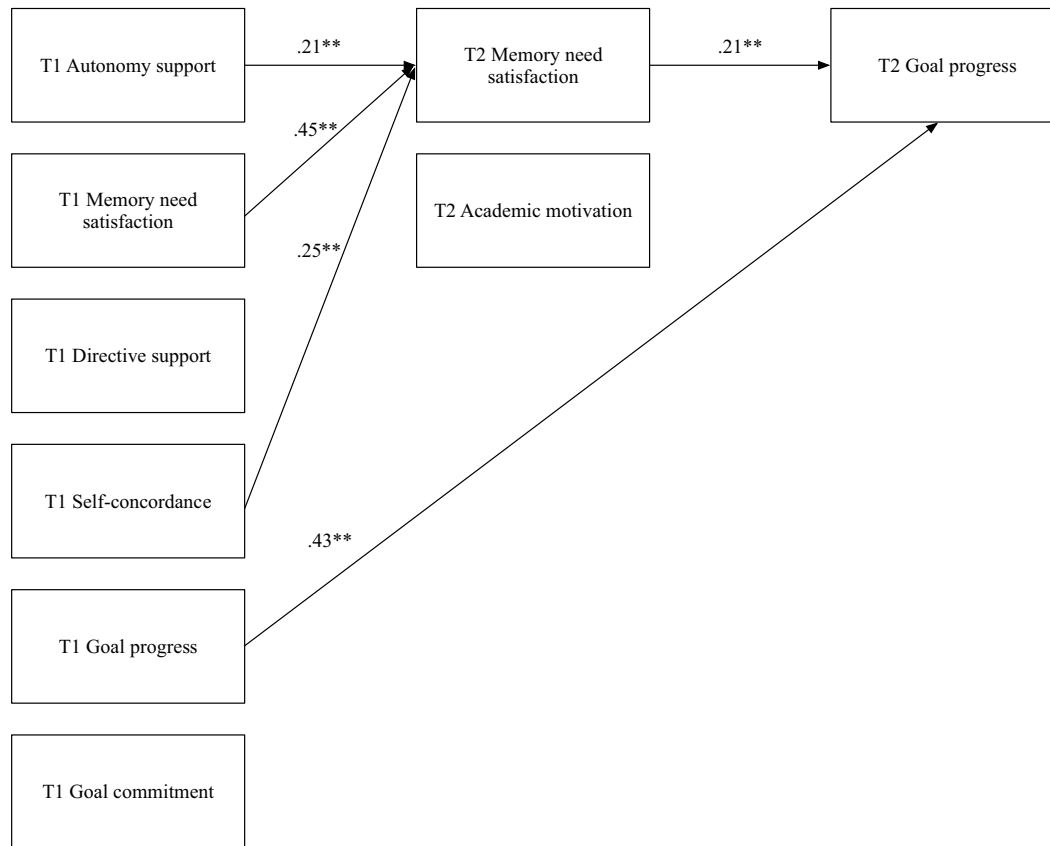 .21**
.21**
T1 Autonomy support
T2 Memory need
satisfaction
T2 Goal progress
.45**
T1 Memory need
satisfaction
T2 Academic motivation
.25**
T1 Directive support
T1 Self-concordance
.43**
T1 Goal progress
T1 Goal commitment